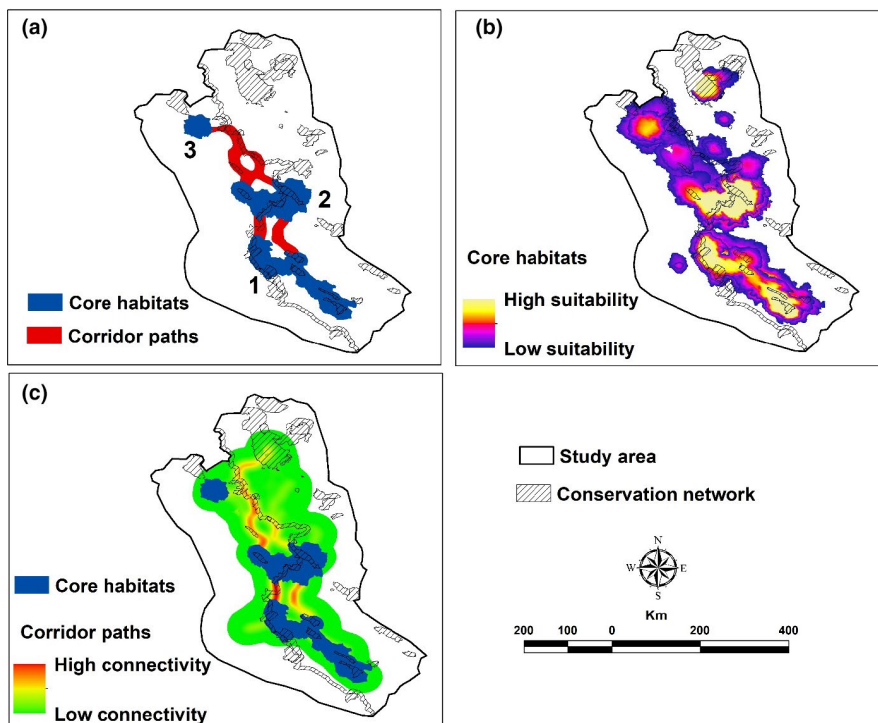 (a)
3
2
1
Core habitats
Corridor paths
(b)
Core habitats
High suitability
Low suitability
(c)
Core habitats
Corridor paths
High connectivity
Low connectivity
Study area
Conservation network
N
W E
S
Km
200 100 0 200 400